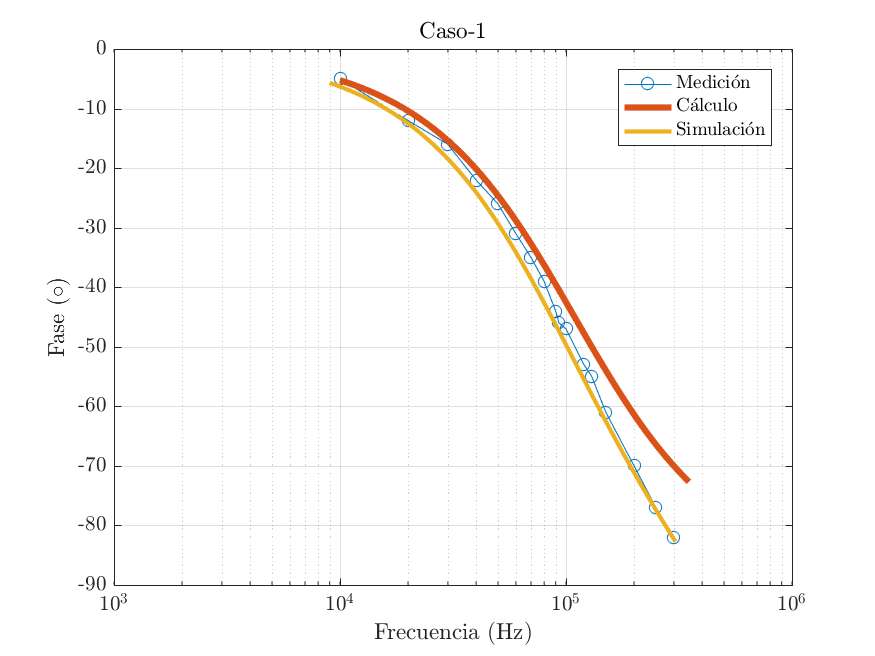 Caso-1
0
-10
-20
-30
-40
-50
-60
-70
-80
-90
Fase (○)
10³
10⁴
10⁵
10⁶
Frecuencia (Hz)
Medición
Cálculo
Simulación